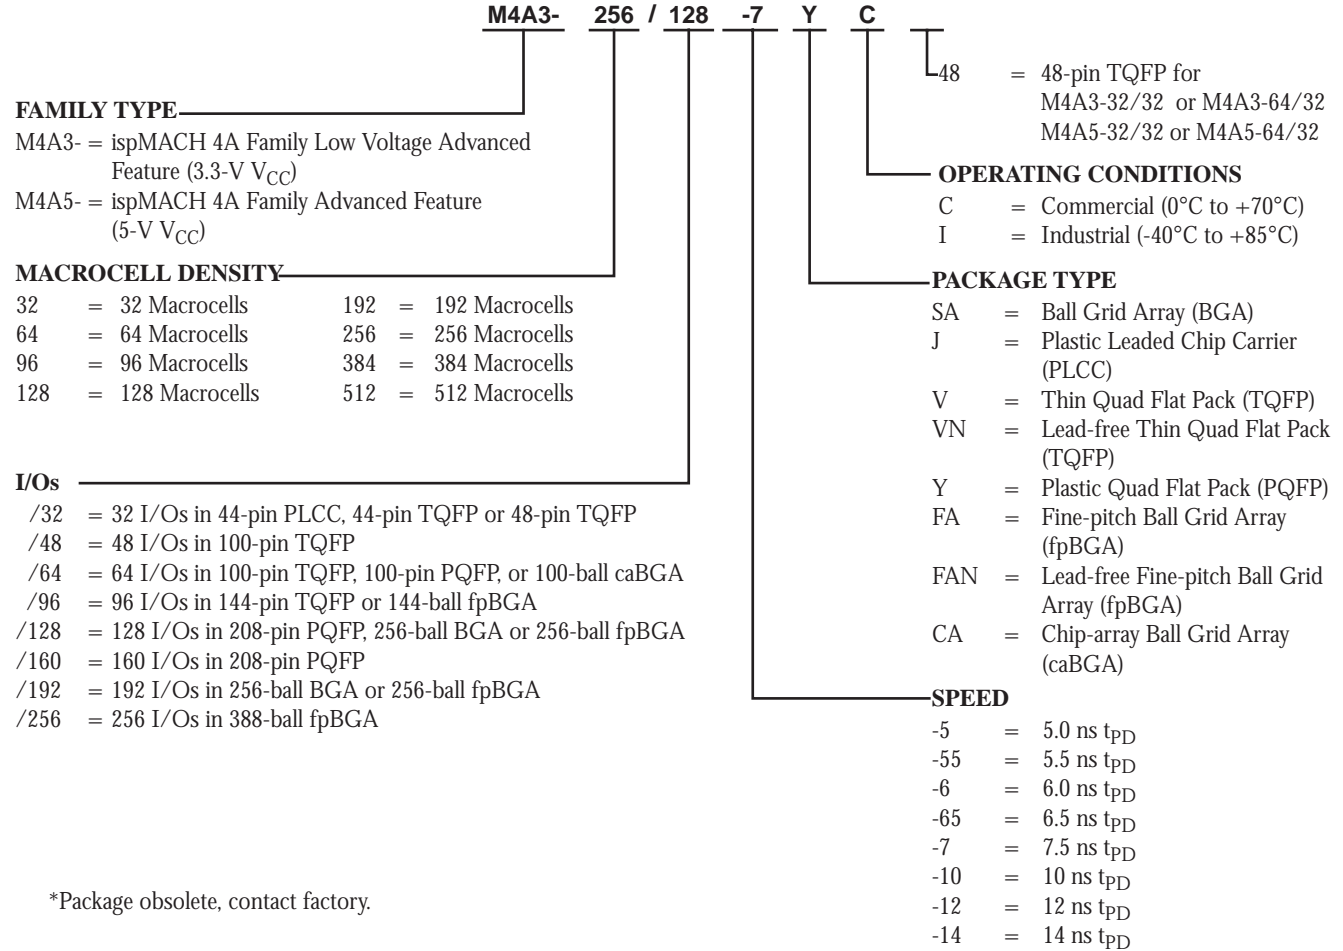 M4A3- 256 / 128 -7 Y C
48 = 48-pin TQFP for
M4A3-32/32 or M4A3-64/32
M4A5-32/32 or M4A5-64/32
FAMILY TYPE
M4A3- = ispMACH 4A Family Low Voltage Advanced
Feature (3.3-V VCC)
M4A5- = ispMACH 4A Family Advanced Feature
(5-V VCC)
MACROCELL DENSITY
32 = 32 Macrocells 192 = 192 Macrocells
64 = 64 Macrocells 256 = 256 Macrocells
96 = 96 Macrocells 384 = 384 Macrocells
128 = 128 Macrocells 512 = 512 Macrocells
I/Os
/32 = 32 I/Os in 44-pin PLCC, 44-pin TQFP or 48-pin TQFP
/48 = 48 I/Os in 100-pin TQFP
/64 = 64 I/Os in 100-pin TQFP, 100-pin PQFP, or 100-ball caBGA
/96 = 96 I/Os in 144-pin TQFP or 144-ball fpBGA
/128 = 128 I/Os in 208-pin PQFP, 256-ball BGA or 256-ball fpBGA
/160 = 160 I/Os in 208-pin PQFP
/192 = 192 I/Os in 256-ball BGA or 256-ball fpBGA
/256 = 256 I/Os in 388-ball fpBGA
OPERATING CONDITIONS
C = Commercial (0°C to +70°C)
I = Industrial (-40°C to +85°C)
PACKAGE TYPE
SA = Ball Grid Array (BGA)
J = Plastic Leaded Chip Carrier
(PLCC)
V = Thin Quad Flat Pack (TQFP)
VN = Lead-free Thin Quad Flat Pack
(TQFP)
Y = Plastic Quad Flat Pack (PQFP)
FA = Fine-pitch Ball Grid Array
(fpBGA)
FAN = Lead-free Fine-pitch Ball Grid
Array (fpBGA)
CA = Chip-array Ball Grid Array
(caBGA)
SPEED
-5 = 5.0 ns tPD
-55 = 5.5 ns tPD
-6 = 6.0 ns tPD
-65 = 6.5 ns tPD
-7 = 7.5 ns tPD
-10 = 10 ns tPD
-12 = 12 ns tPD
-14 = 14 ns tPD
*Package obsolete, contact factory.